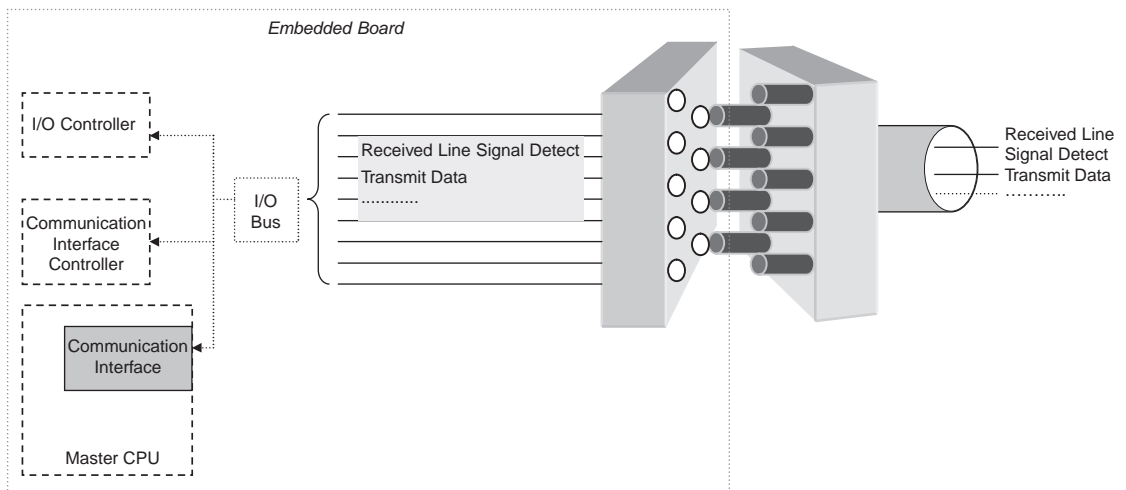 Embedded Board
I/O Controller
Communication
Interface
Controller
Communication
Interface
Master CPU
I/O
Bus
Received Line Signal Detect
Transmit Data
............
Received Line
Signal Detect
Transmit Data
...........